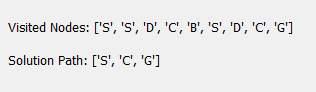 Visited Nodes: ['S', 'S', 'D', 'C', 'B', 'S', 'D', 'C', 'G']
Solution Path: ['S', 'C', 'G']